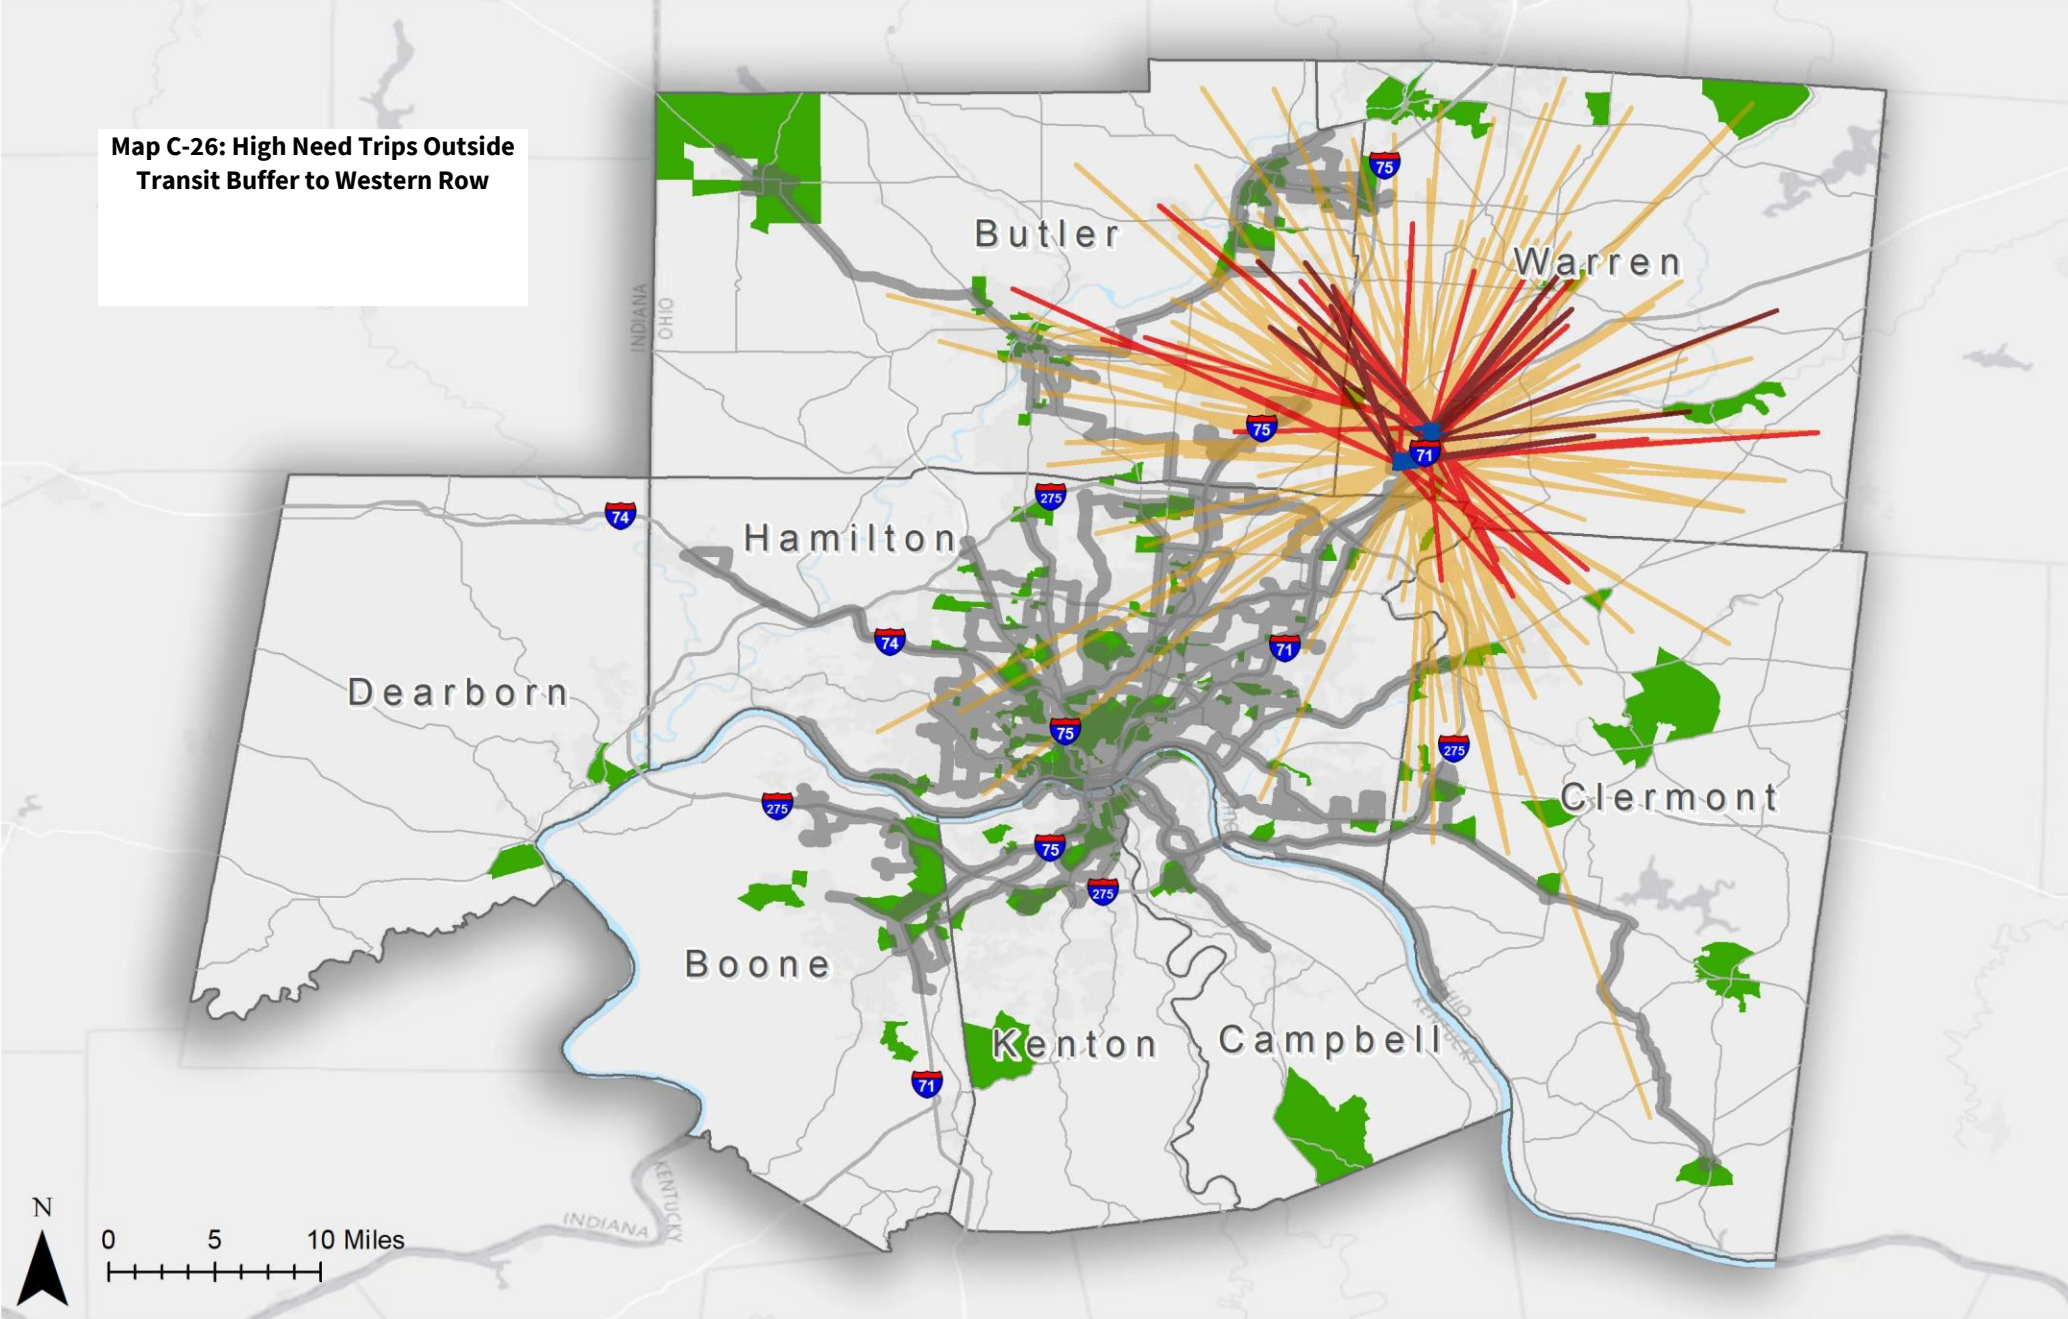 Map C-26: High Need Trips Outside
Transit Buffer to Western Row
75
Butler
Warren
INDIANA
OHIO
75
71
275
74
Hamilton
74
71
Dearborn
75
275
275
Clermont
75
275
Boone
OHIO
KENTUCKY
Kenton
Campbell
71
KENTUCKY
INDIANA
N
0 5 10 Miles